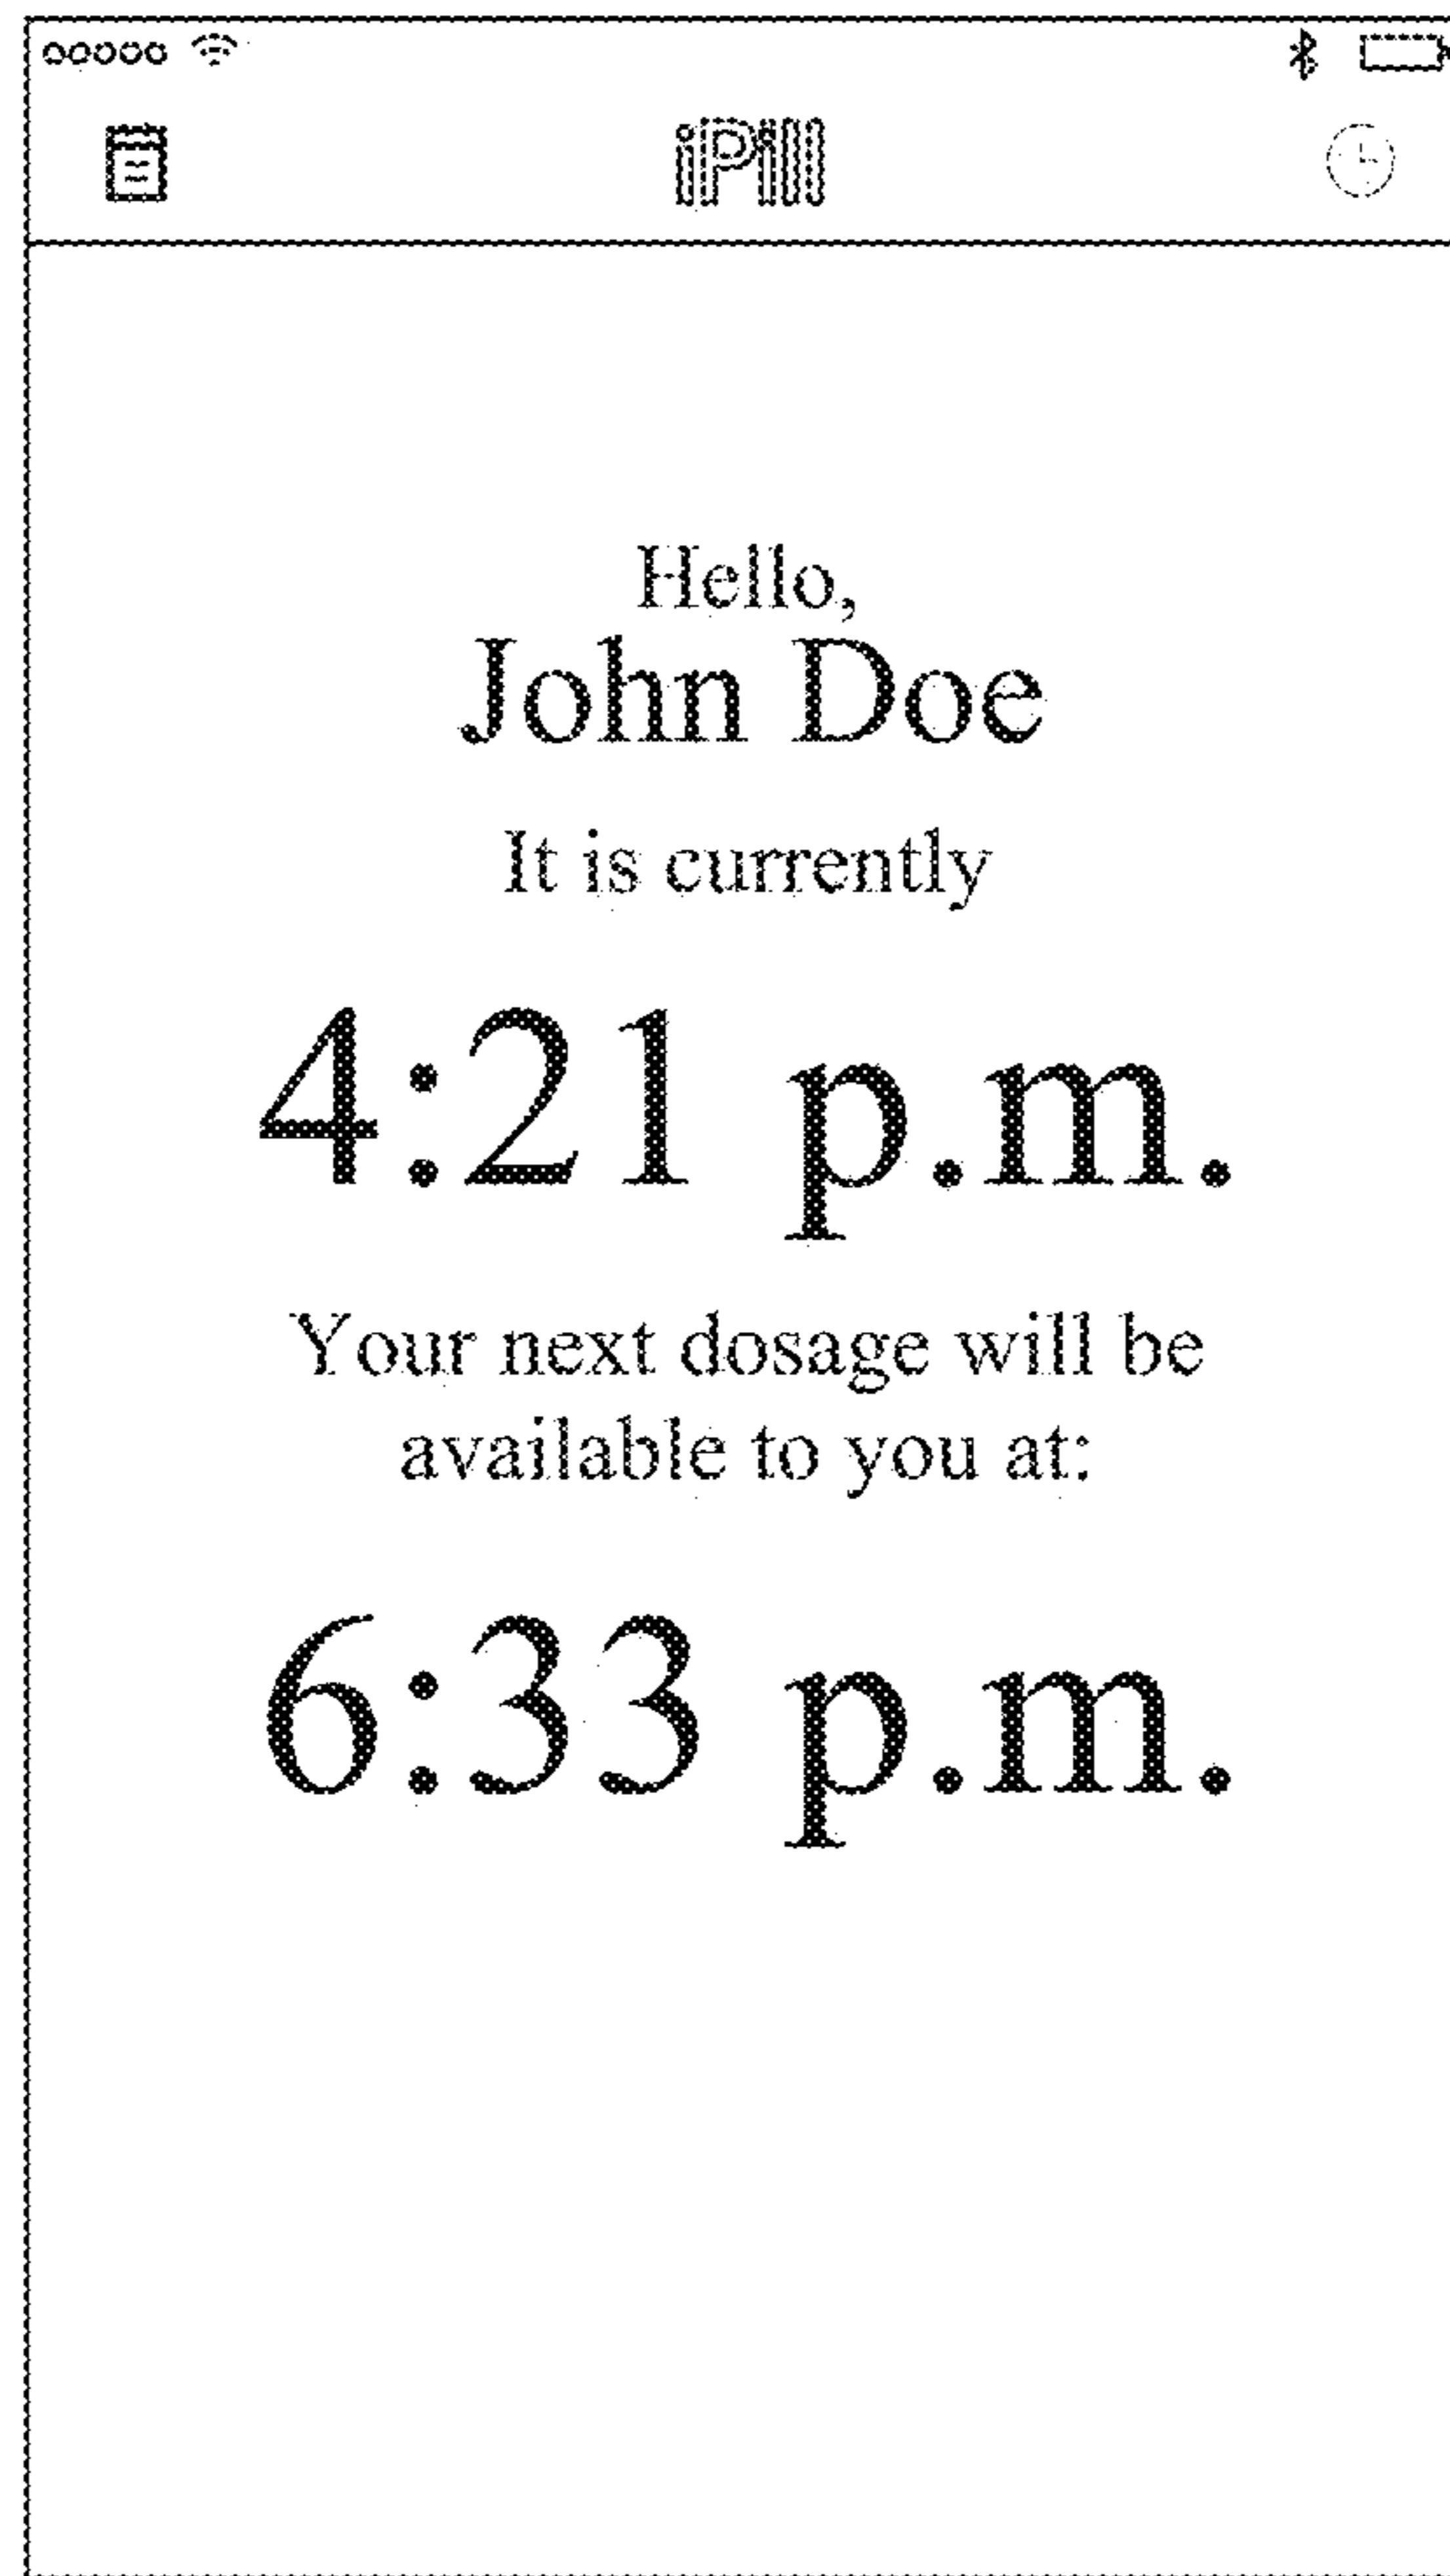 iPill
Hello,
John Doe
It is currently
4:21 p.m.
Your next dosage will be
available to you at:
6:33 p.m.